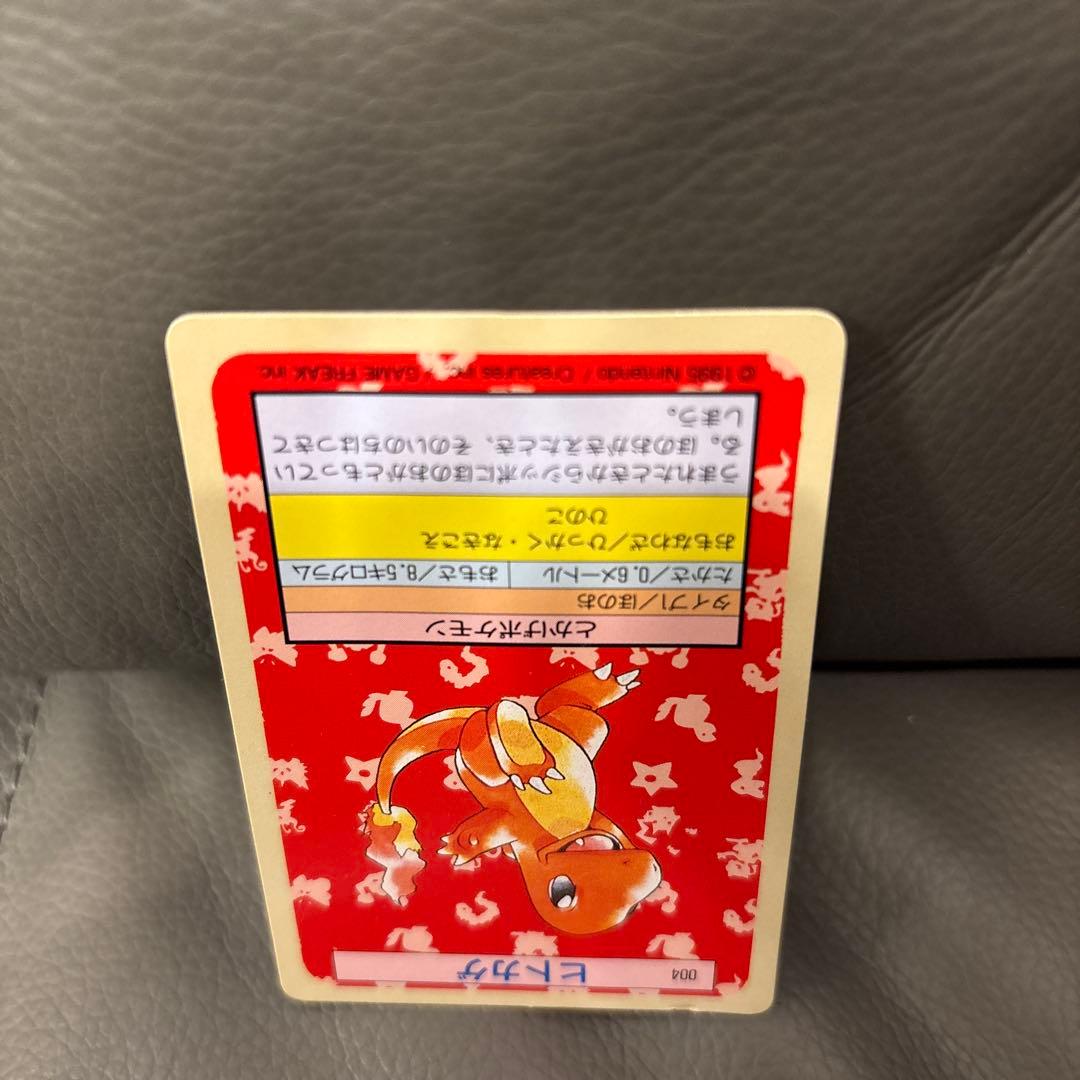 004 ヒトカゲ
とかげポケモン
タイプ1/ほのお
たかさ/0.6メートル おもさ/8.5キログラム
おもなわざ/ひっかく・なきごえ
ひのこ
うまれたときからシッポにほのおがともってい
る。ほのおがきえたとき、そのいのちはつきて
しまう。
© 1995 Nintendo / Creatures inc. / GAME FREAK inc.